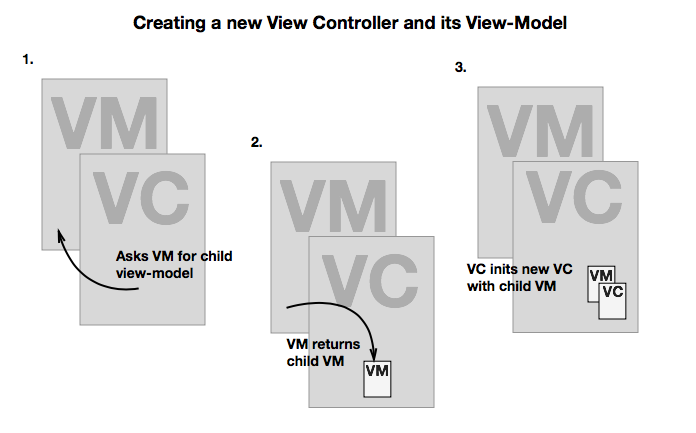 Creating a new View Controller and its View-Model
1.
VM
VC
Asks VM for child
view-model
2.
VM
VC
VM returns
child VM
VM
3.
VM
VC
VC inits new VC
with child VM
VM
VC